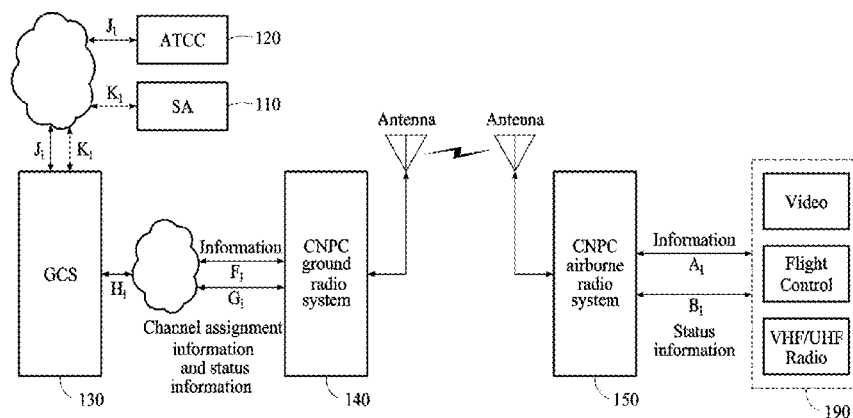 J₁
ATCC
120
K₁
SA
110
J₁
K₁
Antenna
Antenna
GCS
H₁
Information
F₁
G₁
Channel assignment
information
and status
information
CNPC
ground
radio
system
CNPC
airborne
radio
system
Information
A₁
B₁
Status
information
Video
Flight
Control
VHF/UHF
Radio
130
140
150
190